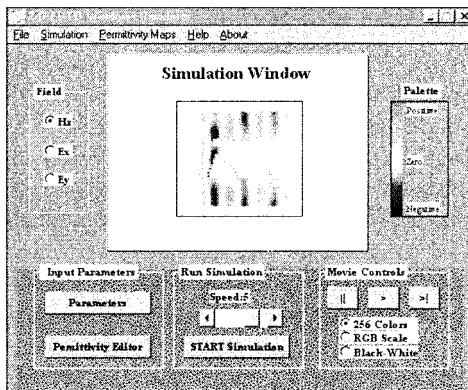 File Simulation Permittivity Maps Help About
Simulation Window
Field
Hz
Ex
Ey
Palette
Positive
Zero
Negative
Input Parameters
Parameters
Pemittivity Editor
Run Simulation
Speed:5
START Simulation
Movie Controls
|| > >|
256 Colors
RGB Scale
Black-White